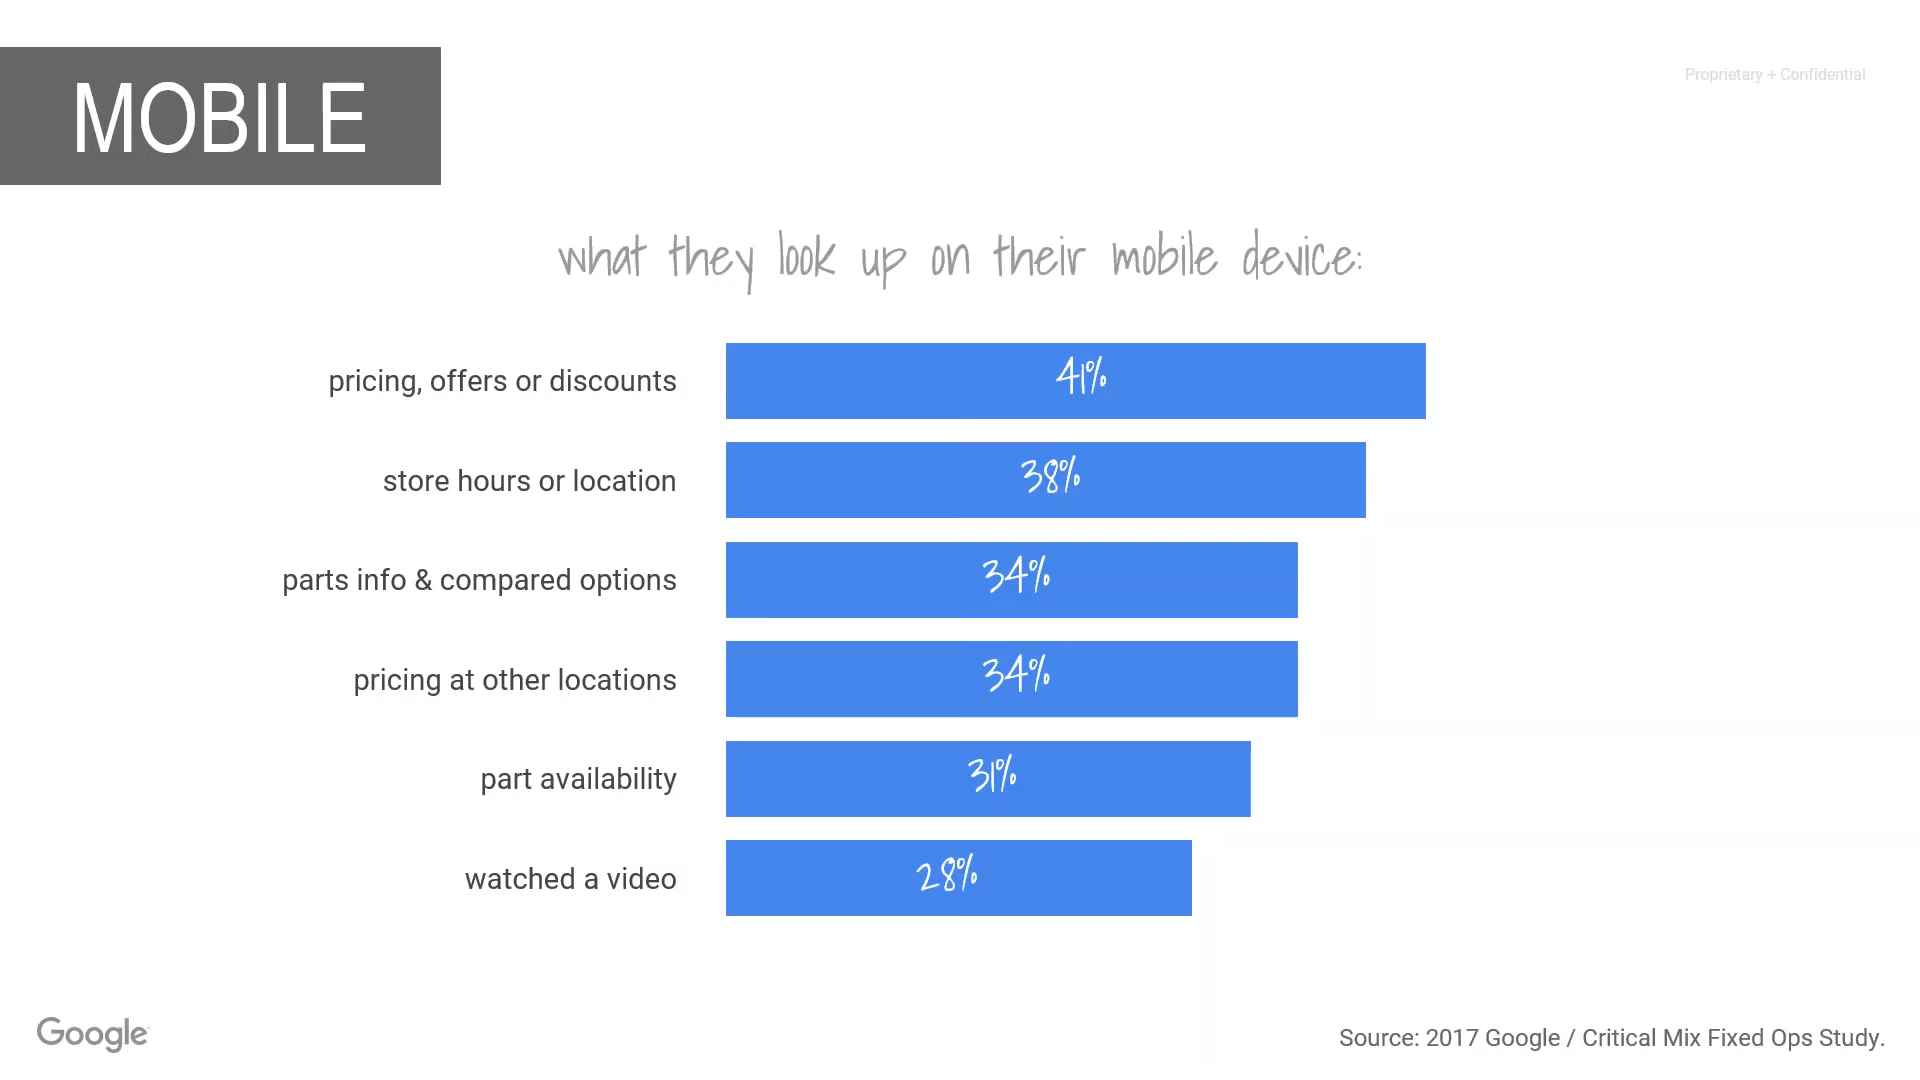 MOBILE
Proprietary + Confidential
what they look up on their mobile device:
pricing, offers or discounts 41%
store hours or location 38%
parts info & compared options 34%
pricing at other locations 34%
part availability 31%
watched a video 28%
Google
Source: 2017 Google / Critical Mix Fixed Ops Study.